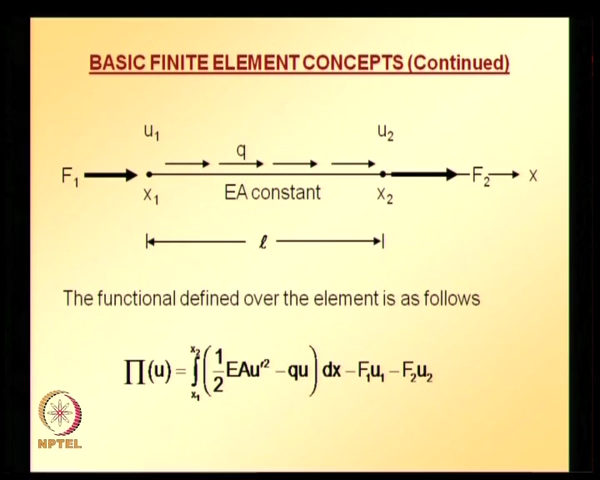 BASIC FINITE ELEMENT CONCEPTS (Continued)
u₁ u₂
q
F₁ F₂ x
x₁ EA constant x₂
ℓ
The functional defined over the element is as follows
∏(u) = ∫ₓ₁ˣ² (1/2 EAu′² − qu) dx − F₁u₁ − F₂u₂
NPTEL